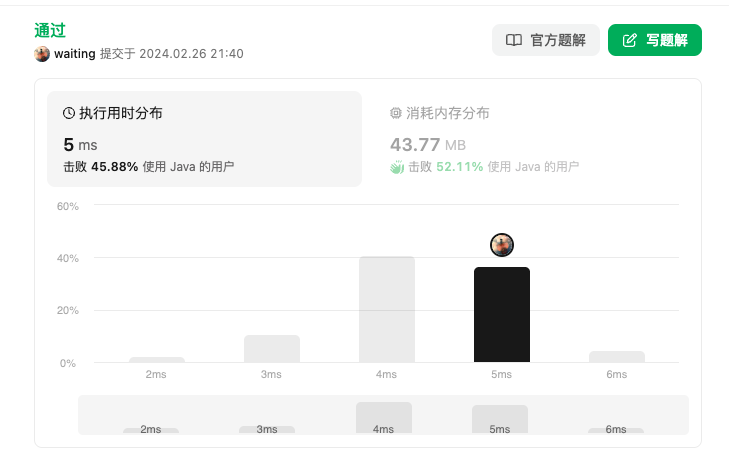 通过
waiting 提交于 2024.02.26 21:40
官方题解
写题解
执行用时分布
5 ms
击败 45.88% 使用 Java 的用户
消耗内存分布
43.77 MB
击败 52.11% 使用 Java 的用户
60%
40%
20%
0%
2ms 3ms 4ms 5ms 6ms
2ms 3ms 4ms 5ms 6ms